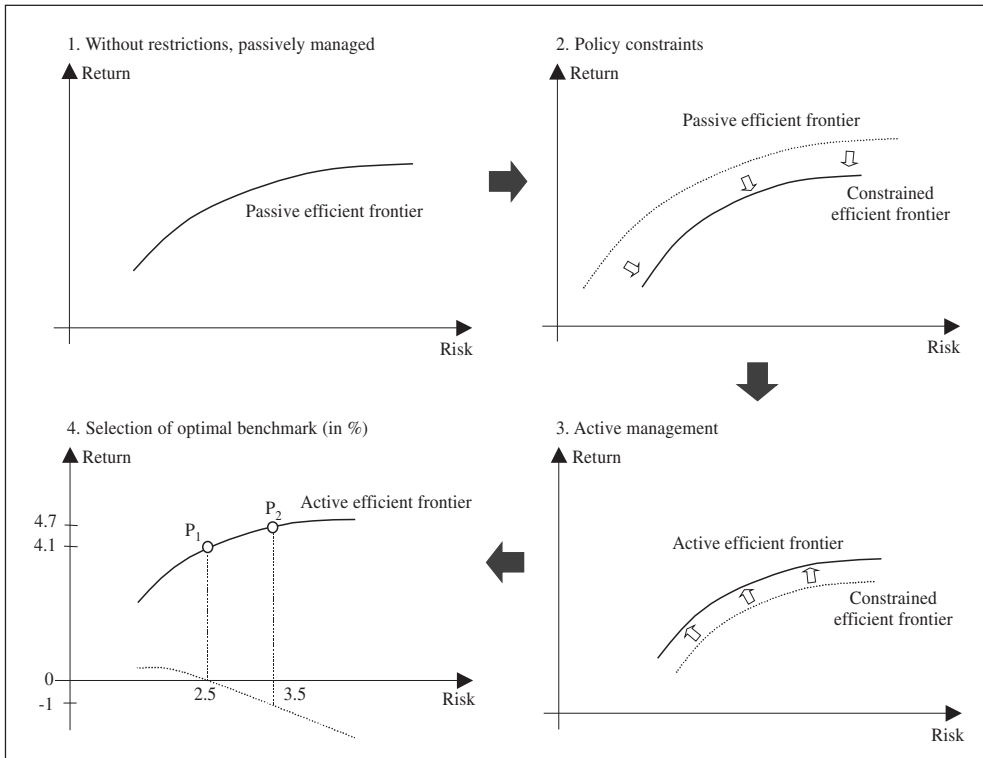 1. Without restrictions, passively managed
Return
Passive efficient frontier
Risk
2. Policy constraints
Return
Passive efficient frontier
Constrained
efficient frontier
Risk
3. Active management
Return
Active efficient frontier
Constrained
efficient frontier
Risk
4. Selection of optimal benchmark (in %)
Return
Active efficient frontier
4.7
4.1
P1
P2
0
-1
2.5
3.5
Risk